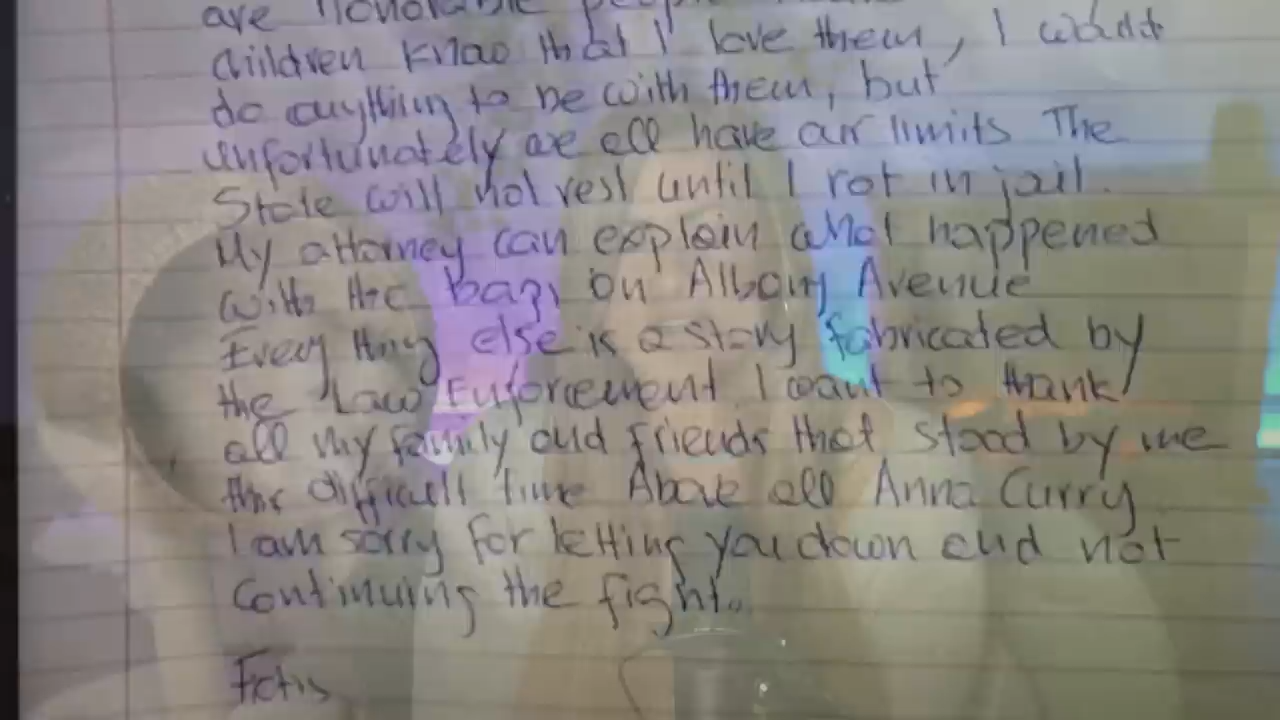 are honorable people
children know that I love them, I would
do anything to be with them, but
unfortunately we all have our limits The
State will not rest until I rot in jail.
My attorney can explain what happened
with the bags on Albany Avenue
Every thing else is a story fabricated by
the Law Enforcement I want to thank
all my family and friends that stood by me
this difficult time Above all Anna Curry
I am sorry for letting you down and not
continuing the fight.
Fotis